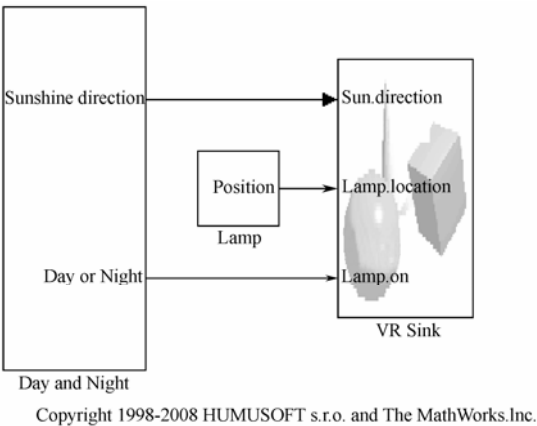 Sunshine direction
Sun.direction
Position
Lamp.location
Lamp
Day or Night
Lamp.on
VR Sink
Day and Night
Copyright 1998-2008 HUMUSOFT s.r.o. and The MathWorks.Inc.